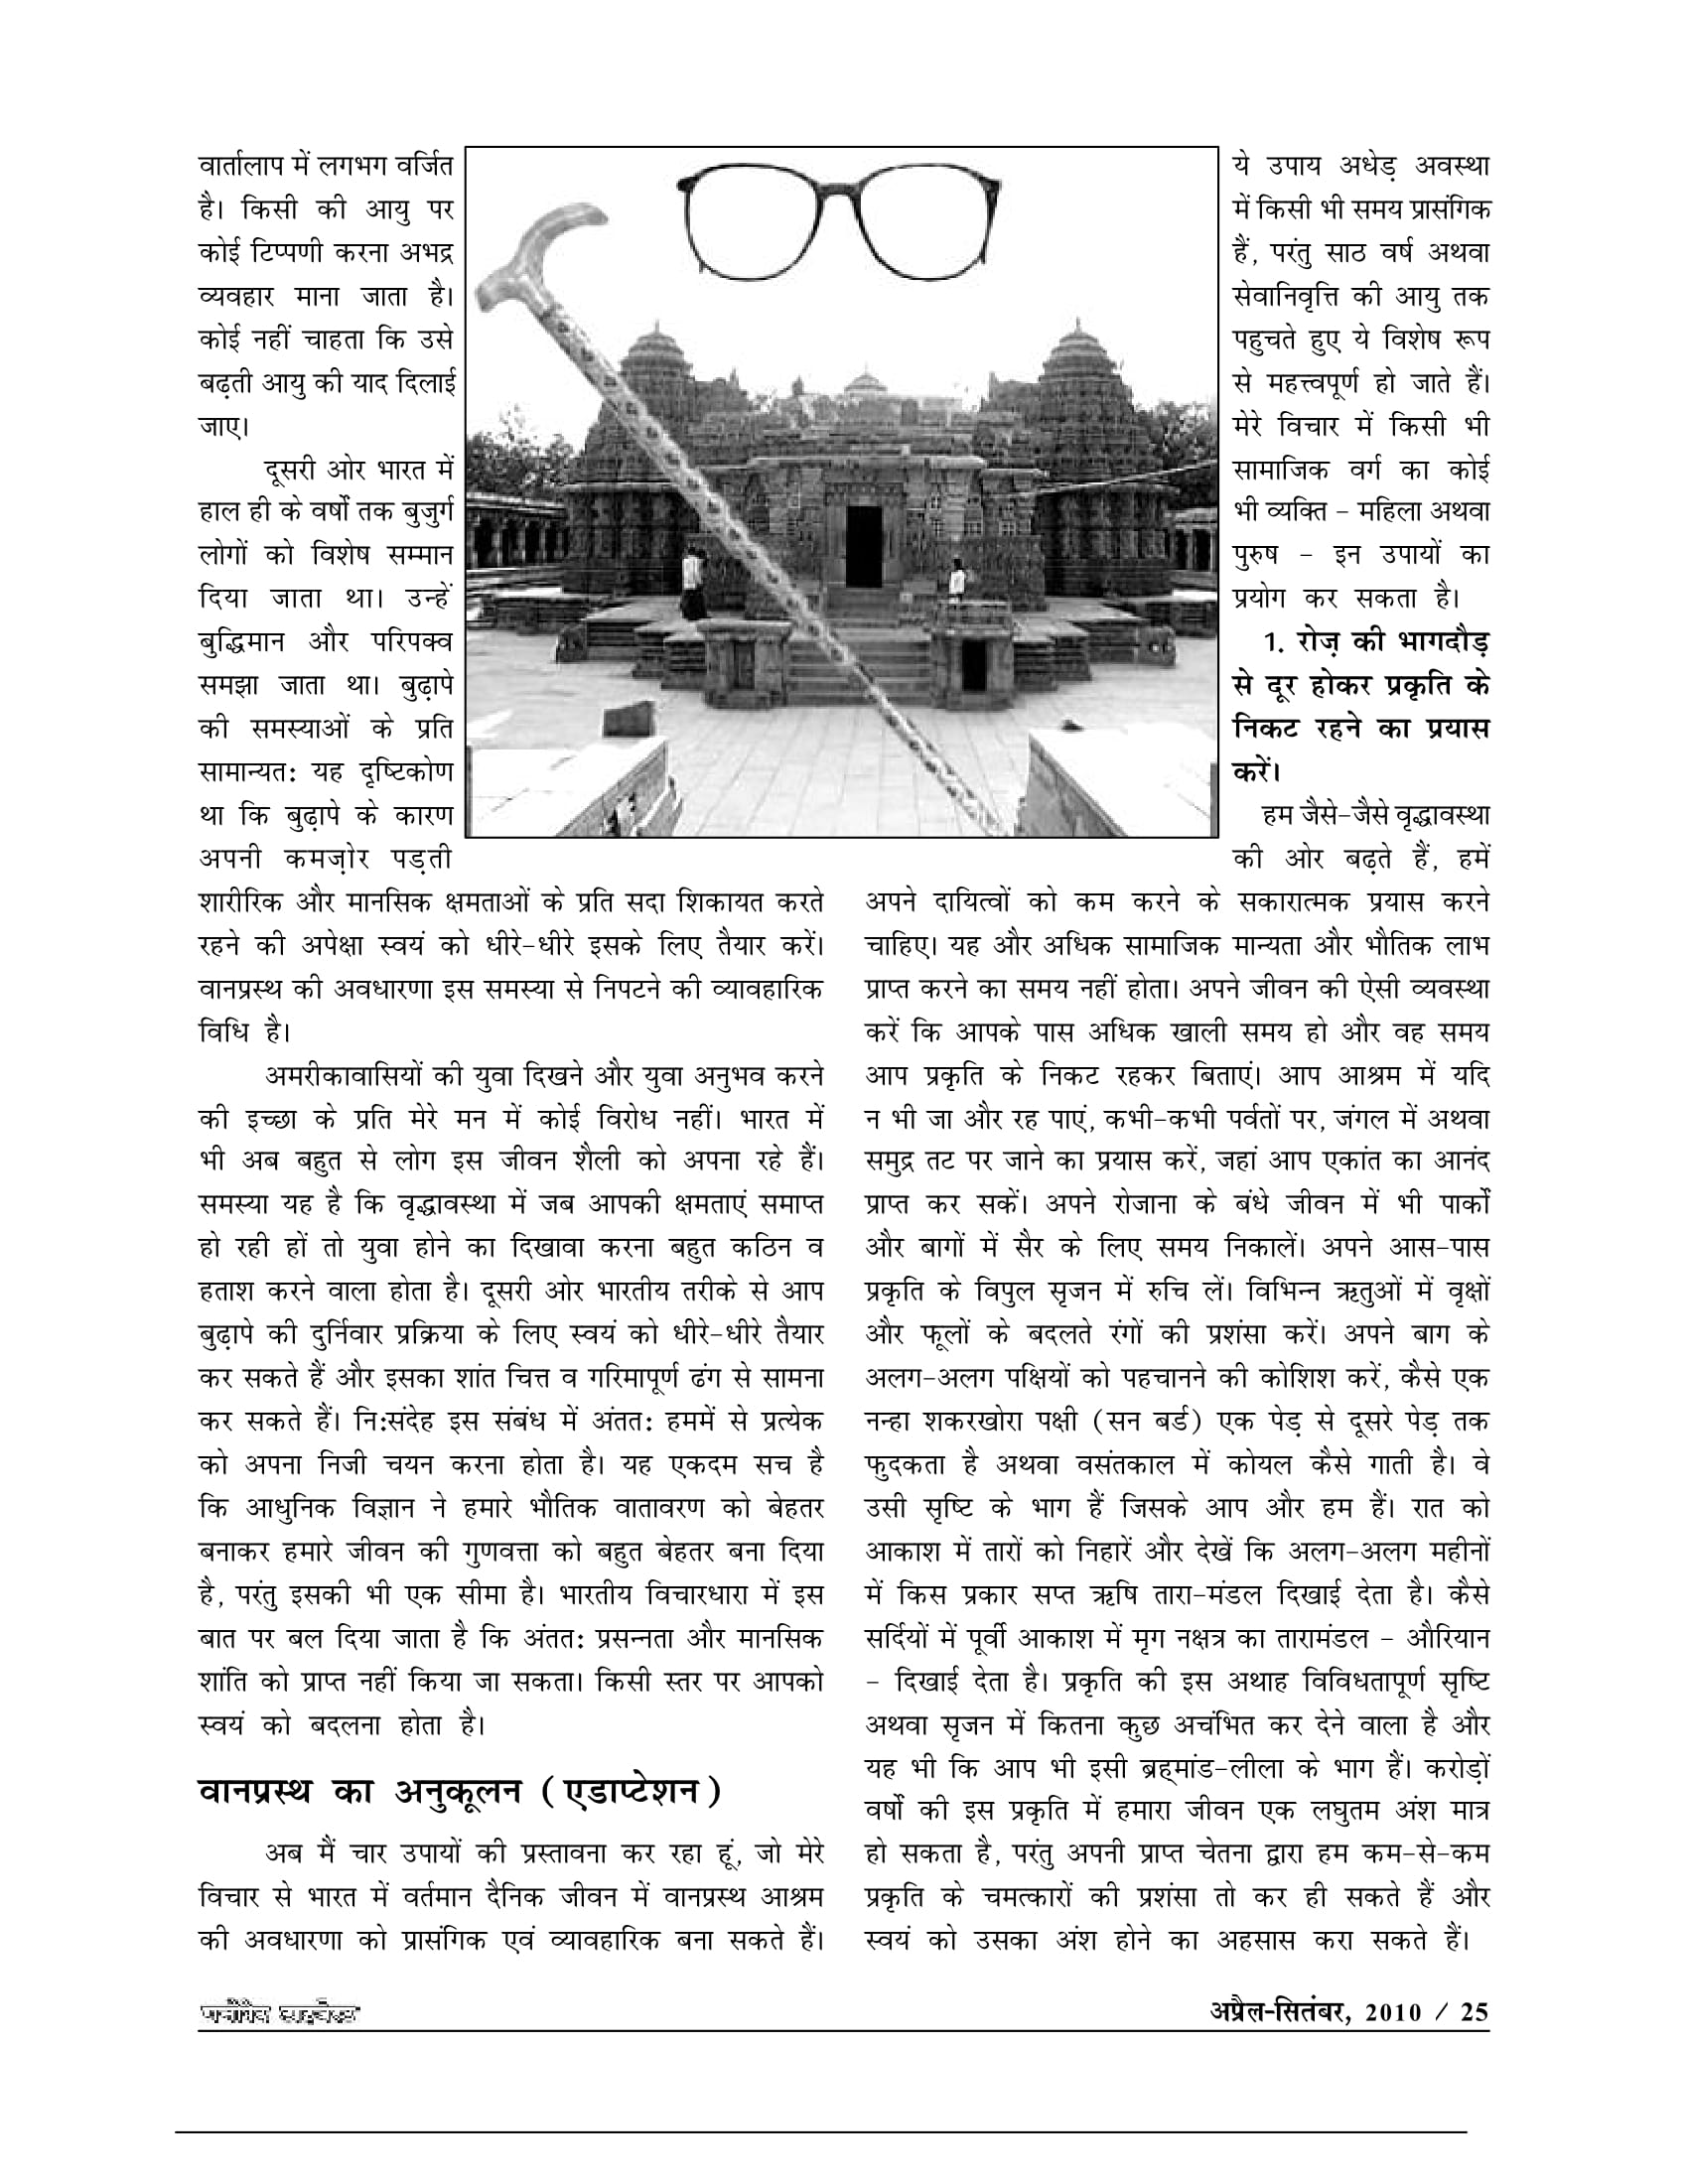 वार्तालाप में लगभग वर्जित
है। किसी की आयु पर
कोई टिप्पणी करना अभद्र
व्यवहार माना जाता है।
कोई नहीं चाहता कि उसे
बढ़ती आयु की याद दिलाई
जाए।
दूसरी ओर भारत में
हाल ही के वर्षों तक बुजुर्ग
लोगों को विशेष सम्मान
दिया जाता था। उन्हें
बुद्धिमान और परिपक्व
समझा जाता था। बुढ़ापे
की समस्याओं के प्रति
सामान्यत: यह दृष्टिकोण
था कि बुढ़ापे के कारण
अपनी कमज़ोर पड़ती
शारीरिक और मानसिक क्षमताओं के प्रति सदा शिकायत करते
रहने की अपेक्षा स्वयं को धीरे-धीरे इसके लिए तैयार करें।
वानप्रस्थ की अवधारणा इस समस्या से निपटने की व्यावहारिक
विधि है।
अमरीकावासियों की युवा दिखने और युवा अनुभव करने
की इच्छा के प्रति मेरे मन में कोई विरोध नहीं। भारत में
भी अब बहुत से लोग इस जीवन शैली को अपना रहे हैं।
समस्या यह है कि वृद्धावस्था में जब आपकी क्षमताएं समाप्त
हो रही हों तो युवा होने का दिखावा करना बहुत कठिन व
हताश करने वाला होता है। दूसरी ओर भारतीय तरीके से आप
बुढ़ापे की दुर्निवार प्रक्रिया के लिए स्वयं को धीरे-धीरे तैयार
कर सकते हैं और इसका शांत चित्त व गरिमापूर्ण ढंग से सामना
कर सकते हैं। नि:संदेह इस संबंध में अंतत: हममें से प्रत्येक
को अपना निजी चयन करना होता है। यह एकदम सच है
कि आधुनिक विज्ञान ने हमारे भौतिक वातावरण को बेहतर
बनाकर हमारे जीवन की गुणवत्ता को बहुत बेहतर बना दिया
है, परंतु इसकी भी एक सीमा है। भारतीय विचारधारा में इस
बात पर बल दिया जाता है कि अंतत: प्रसन्नता और मानसिक
शांति को प्राप्त नहीं किया जा सकता। किसी स्तर पर आपको
स्वयं को बदलना होता है।
वानप्रस्थ का अनुकूलन (एडाप्टेशन)
अब मैं चार उपायों की प्रस्तावना कर रहा हूं, जो मेरे
विचार से भारत में वर्तमान दैनिक जीवन में वानप्रस्थ आश्रम
की अवधारणा को प्रासंगिक एवं व्यावहारिक बना सकते हैं।
ये उपाय अधेड़ अवस्था
में किसी भी समय प्रासंगिक
हैं, परंतु साठ वर्ष अथवा
सेवानिवृत्ति की आयु तक
पहुचते हुए ये विशेष रूप
से महत्त्वपूर्ण हो जाते हैं।
मेरे विचार में किसी भी
सामाजिक वर्ग का कोई
भी व्यक्ति - महिला अथवा
पुरुष - इन उपायों का
प्रयोग कर सकता है।
1. रोज़ की भागदौड़
से दूर होकर प्रकृति के
निकट रहने का प्रयास
करें।
हम जैसे-जैसे वृद्धावस्था
की ओर बढ़ते हैं, हमें
अपने दायित्वों को कम करने के सकारात्मक प्रयास करने
चाहिए। यह और अधिक सामाजिक मान्यता और भौतिक लाभ
प्राप्त करने का समय नहीं होता। अपने जीवन की ऐसी व्यवस्था
करें कि आपके पास अधिक खाली समय हो और वह समय
आप प्रकृति के निकट रहकर बिताएं। आप आश्रम में यदि
न भी जा और रह पाएं, कभी-कभी पर्वतों पर, जंगल में अथवा
समुद्र तट पर जाने का प्रयास करें, जहां आप एकांत का आनंद
प्राप्त कर सकें। अपने रोजाना के बंधे जीवन में भी पार्कों
और बागों में सैर के लिए समय निकालें। अपने आस-पास
प्रकृति के विपुल सृजन में रुचि लें। विभिन्न ऋतुओं में वृक्षों
और फूलों के बदलते रंगों की प्रशंसा करें। अपने बाग के
अलग-अलग पक्षियों को पहचानने की कोशिश करें, कैसे एक
नन्हा शकरखोरा पक्षी (सन बर्ड) एक पेड़ से दूसरे पेड़ तक
फुदकता है अथवा वसंतकाल में कोयल कैसे गाती है। वे
उसी सृष्टि के भाग हैं जिसके आप और हम हैं। रात को
आकाश में तारों को निहारें और देखें कि अलग-अलग महीनों
में किस प्रकार सप्त ऋषि तारा-मंडल दिखाई देता है। कैसे
सर्दियों में पूर्वी आकाश में मृग नक्षत्र का तारामंडल - औरियान
- दिखाई देता है। प्रकृति की इस अथाह विविधतापूर्ण सृष्टि
अथवा सृजन में कितना कुछ अचंभित कर देने वाला है और
यह भी कि आप भी इसी ब्रह्मांड-लीला के भाग हैं। करोड़ों
वर्षों की इस प्रकृति में हमारा जीवन एक लघुतम अंश मात्र
हो सकता है, परंतु अपनी प्राप्त चेतना द्वारा हम कम-से-कम
प्रकृति के चमत्कारों की प्रशंसा तो कर ही सकते हैं और
स्वयं को उसका अंश होने का अहसास करा सकते हैं।
अप्रैल-सितंबर, 2010 / 25